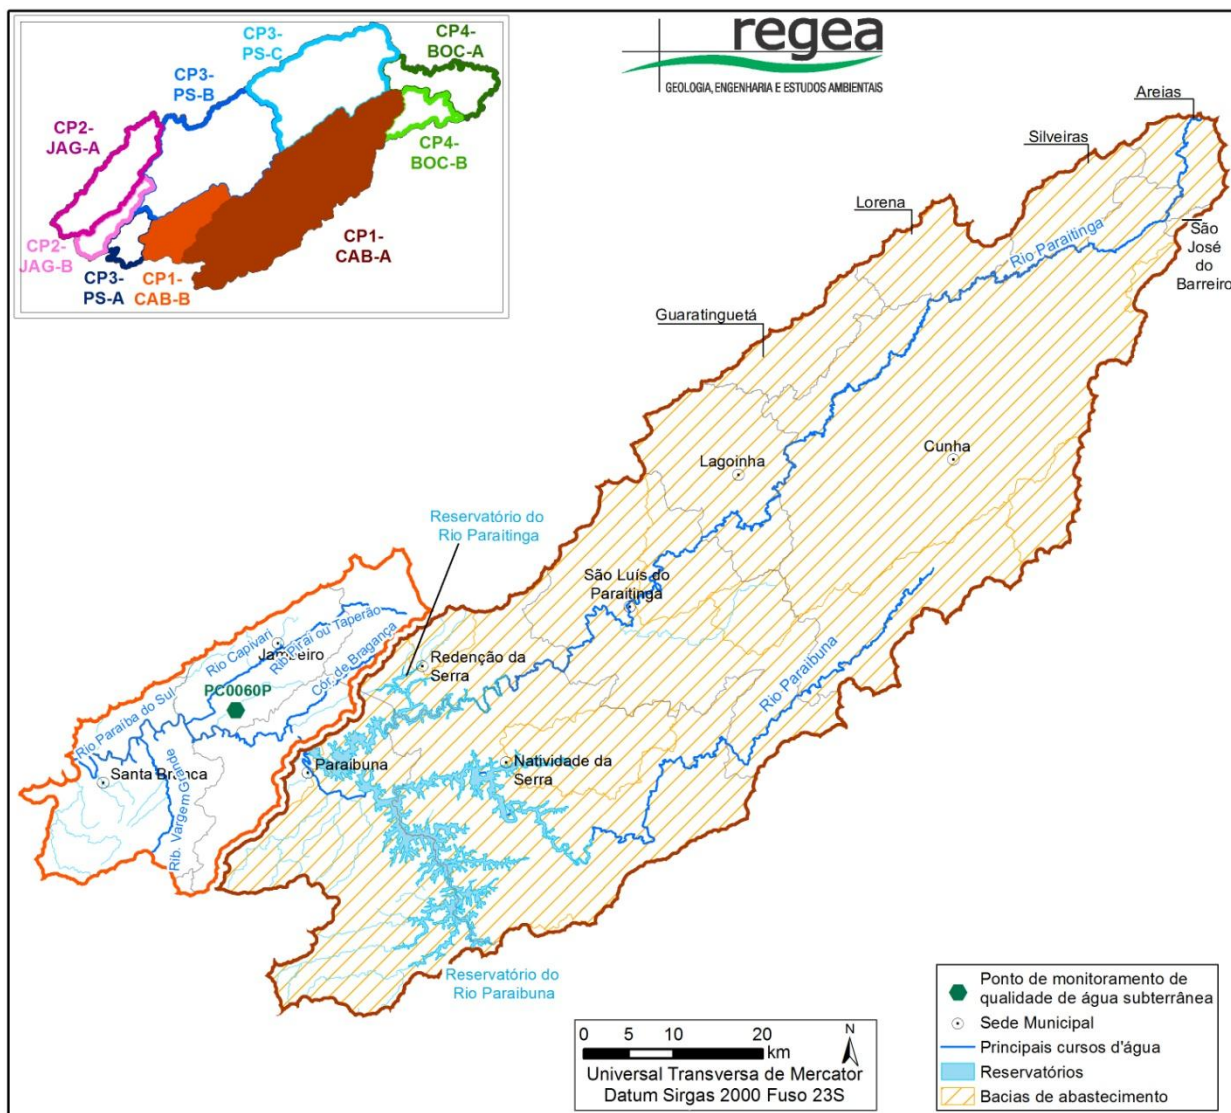 CP3-
PS-C
CP4-
BOC-A
CP3-
PS-B
CP2-
JAG-A
CP4-
BOC-B
CP2-
JAG-B
CP3-
PS-A
CP1-
CAB-B
CP1-
CAB-A
regea
GEOLOGIA, ENGENHARIA E ESTUDOS AMBIENTAIS
Areias
Silveiras
Lorena
São
José
do
Barreiro
Rio Paraitinga
Guaratinguetá
Lagoinha
Cunha
Reservatório do
Rio Paraitinga
São Luís do
Paraitinga
Rio Capivari
Jambeiro
Rib. Piraí ou Taperão
Cór. de Bragança
Redenção da
Serra
Rio Paraibuna
PC0060P
Rio Paraíba do Sul
Santa Branca
Rib. Vargem Grande
Paraibuna
Natividade da
Serra
Reservatório do
Rio Paraibuna
0 5 10 20
km
N
Universal Transversa de Mercator
Datum Sirgas 2000 Fuso 23S
Ponto de monitoramento de
qualidade de água subterrânea
Sede Municipal
Principais cursos d'água
Reservatórios
Bacias de abastecimento